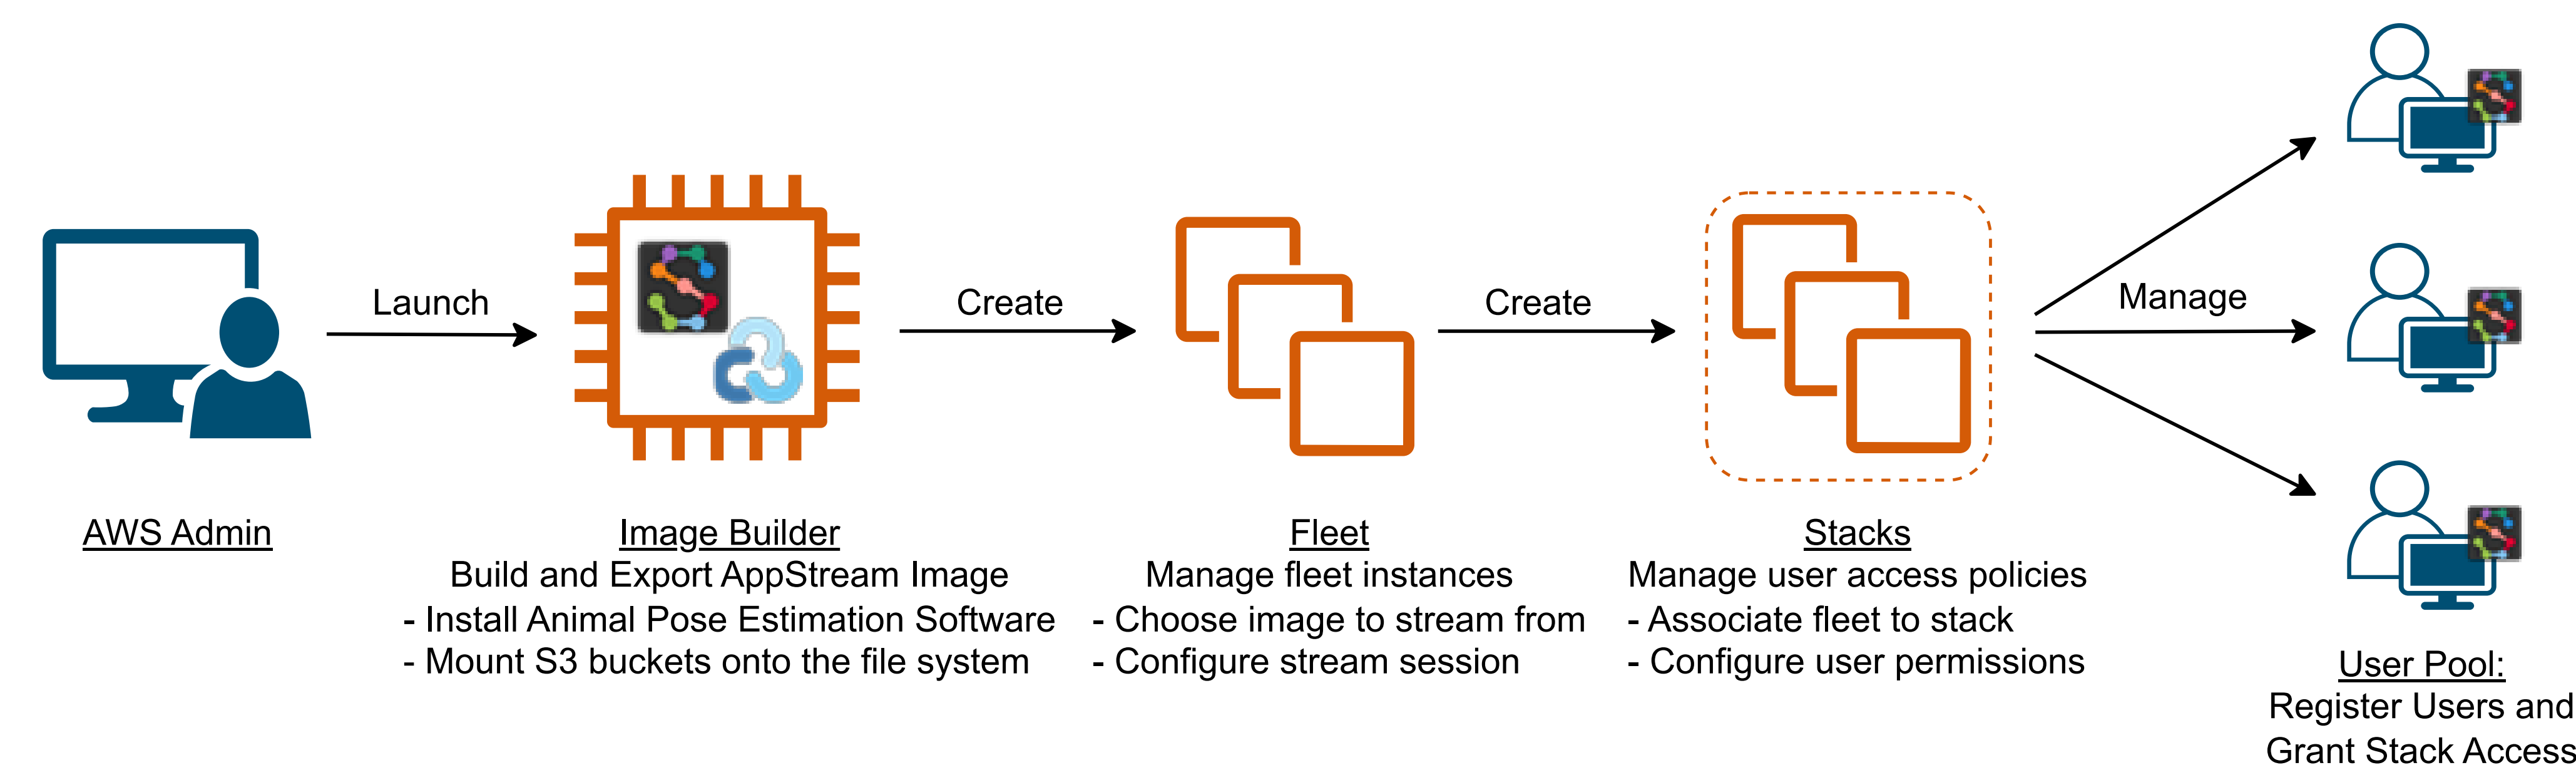 Launch
Create
Create
Manage
AWS Admin
Image Builder
Build and Export AppStream Image
- Install Animal Pose Estimation Software
- Mount S3 buckets onto the file system
Fleet
Manage fleet instances
- Choose image to stream from
- Configure stream session
Stacks
Manage user access policies
- Associate fleet to stack
- Configure user permissions
User Pool:
Register Users and
Grant Stack Access